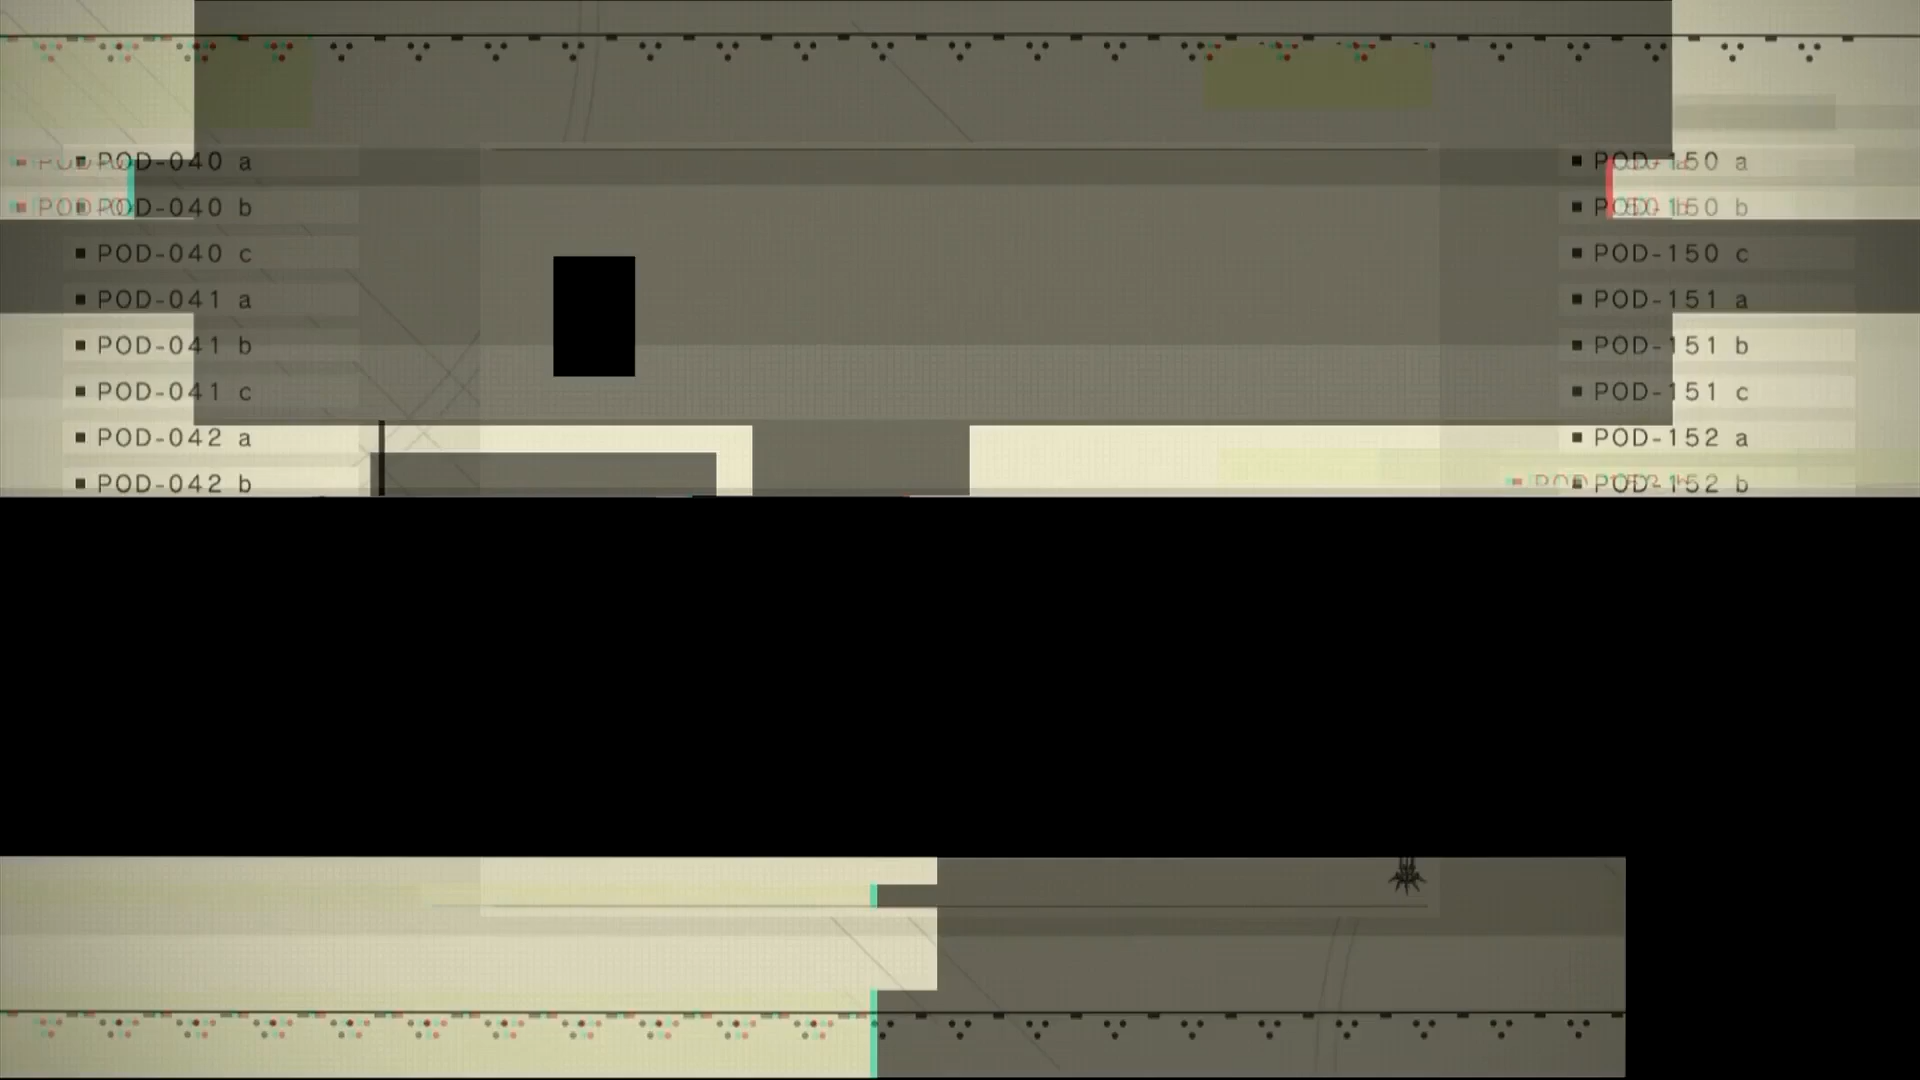 POD-040 a
POD-040 b
POD-040 c
POD-041 a
POD-041 b
POD-041 c
POD-042 a
POD-042 b
POD-150 a
POD-150 b
POD-150 c
POD-151 a
POD-151 b
POD-151 c
POD-152 a
POD-152 b